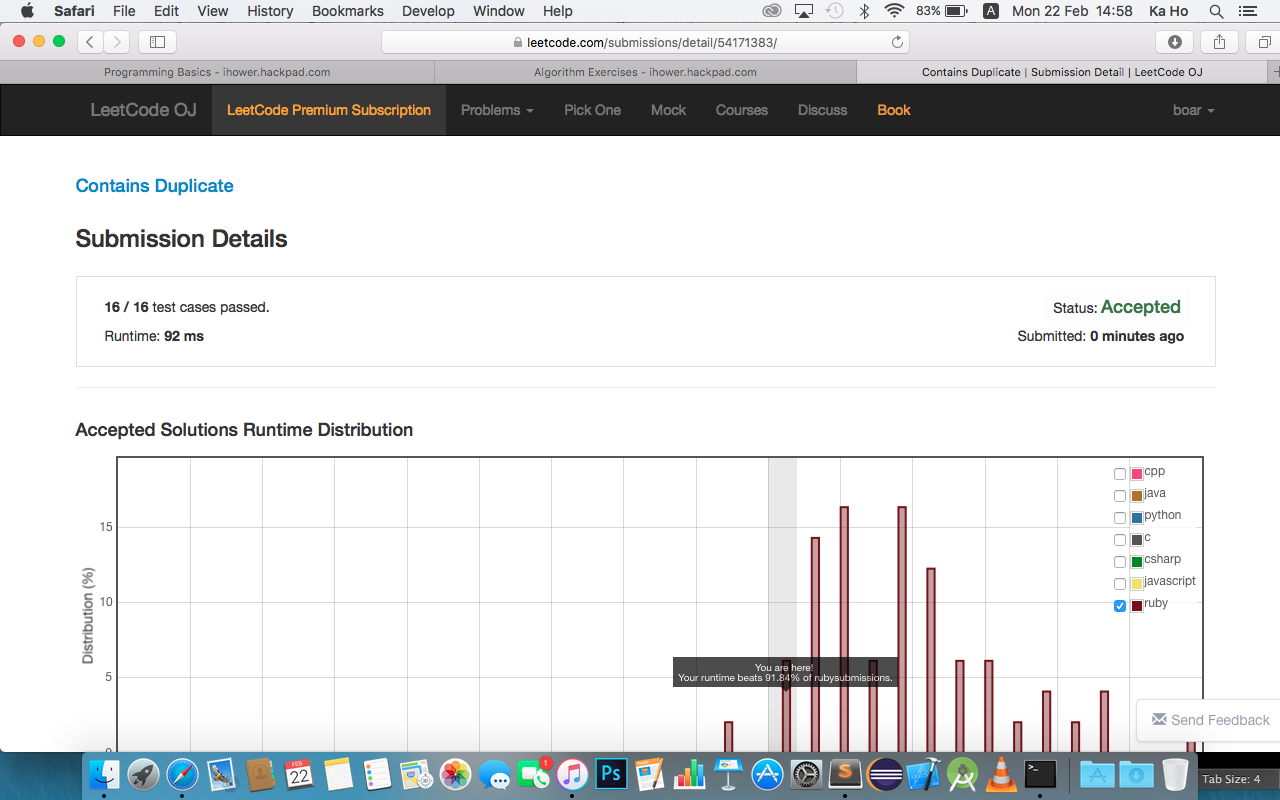 Safari File Edit View History Bookmarks Develop Window Help 83% A Mon 22 Feb 14:58 Ka Ho
leetcode.com/submissions/detail/54171383/
Programming Basics - ihower.hackpad.com Algorithm Exercises - ihower.hackpad.com Contains Duplicate | Submission Detail | LeetCode OJ
LeetCode OJ LeetCode Premium Subscription Problems Pick One Mock Courses Discuss Book boar
Contains Duplicate
Submission Details
16 / 16 test cases passed. Status: Accepted
Runtime: 92 ms Submitted: 0 minutes ago
Accepted Solutions Runtime Distribution
cpp
java
python
c
csharp
javascript
ruby
15
10
5
0
Distribution (%)
You are here!
Your runtime beats 91.84% of rubysubmissions.
Send Feedback
FEB
22
1
Ps
S
>_
Tab Size: 4